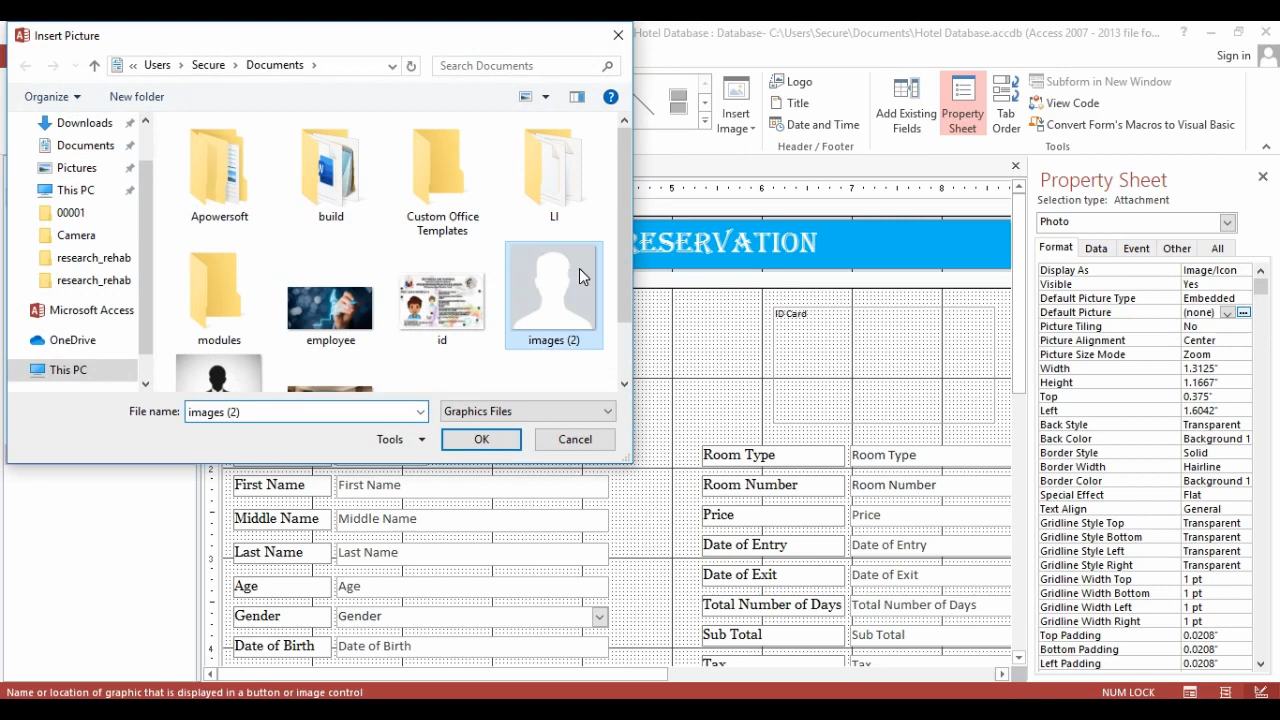 Insert Picture
Hotel Database : Database- C:\Users\Secure\Documents\Hotel Database.accdb (Access 2007 - 2013 file fo...
Sign in
Users
Secure
Documents
Search Documents
Organize
New folder
Downloads
Documents
Pictures
This PC
00001
Camera
research_rehab
research_rehab
Microsoft Access
OneDrive
This PC
Apowersoft
build
Custom Office
Templates
LI
modules
employee
id
images (2)
File name:
images (2)
Graphics Files
Tools
OK
Cancel
Insert
Image
Logo
Title
Date and Time
Header / Footer
Add Existing
Fields
Property
Sheet
Tab
Order
Subform in New Window
View Code
Convert Form's Macros to Visual Basic
Tools
5
6
7
8
RESERVATION
ID Card
2
3
4
First Name
First Name
Middle Name
Middle Name
Last Name
Last Name
Age
Age
Gender
Gender
Date of Birth
Date of Birth
Room Type
Room Type
Room Number
Room Number
Price
Price
Date of Entry
Date of Entry
Date of Exit
Date of Exit
Total Number of Days
Total Number of Days
Sub Total
Sub Total
Tax
Tax
Property Sheet
Selection type: Attachment
Photo
Format
Data
Event
Other
All
Display As Image/Icon
Visible Yes
Default Picture Type Embedded
Default Picture (none)
Picture Tiling No
Picture Alignment Center
Picture Size Mode Zoom
Width 1.3125"
Height 1.1667"
Top 0.375"
Left 1.6042"
Back Style Transparent
Back Color Background 1
Border Style Solid
Border Width Hairline
Border Color Background 1
Special Effect Flat
Text Align General
Gridline Style Top Transparent
Gridline Style Bottom Transparent
Gridline Style Left Transparent
Gridline Style Right Transparent
Gridline Width Top 1 pt
Gridline Width Bottom 1 pt
Gridline Width Left 1 pt
Gridline Width Right 1 pt
Top Padding 0.0208"
Bottom Padding 0.0208"
Left Padding 0.0208"
Name or location of graphic that is displayed in a button or image control
NUM LOCK